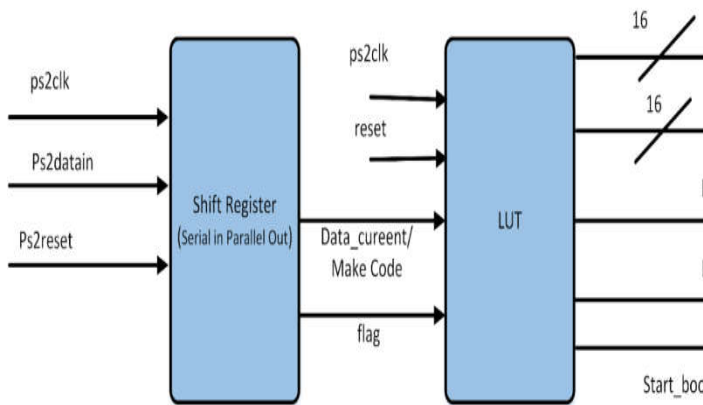 ps2clk
Ps2datain
Ps2reset
Shift Register
(Serial in Parallel Out)
ps2clk
reset
Data_cureent/
Make Code
flag
LUT
16
16